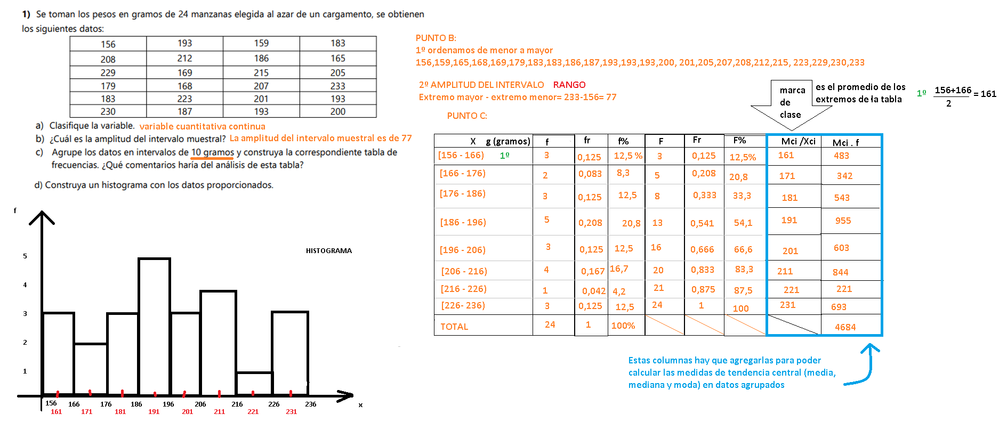 1) Se toman los pesos en gramos de 24 manzanas elegida al azar de un cargamento, se obtienen
los siguientes datos:
156 193 159 183
208 212 186 165
229 169 215 205
179 168 207 233
183 223 201 193
230 187 193 200
a) Clasifique la variable. variable cuantitativa continua
b) ¿Cuál es la amplitud del intervalo muestral? La amplitud del intervalo muestral es de 77
c) Agrupe los datos en intervalos de 10 gramos y construya la correspondiente tabla de
frecuencias. ¿Qué comentarios haría del análisis de esta tabla?
d) Construya un histograma con los datos proporcionados.
PUNTO B:
1º ordenamos de menor a mayor
156,159,165,168,169,179,183,183,186,187,193,193,193,200, 201,205,207,208,212,215, 223,229,230,233
2º AMPLITUD DEL INTERVALO RANGO
Extremo mayor - extremo menor= 233-156= 77
PUNTO C:
marca
de
clase
es el promedio de los
extremos de la tabla
1º 156+166 = 161
2
X g (gramos) f fr f% F Fr F% Mci /Xci Mci . f
[156 - 166) 1º 3 0,125 12,5 % 3 0,125 12,5% 161 483
[166 - 176) 2 0,083 8,3 5 0,208 20,8 171 342
[176 - 186) 3 0,125 12,5 8 0,333 33,3 181 543
[186 - 196) 5 0,208 20,8 13 0,541 54,1 191 955
[196 - 206) 3 0,125 12,5 16 0,666 66,6 201 603
[206 - 216) 4 0,167 16,7 20 0,833 83,3 211 844
[216 - 226) 1 0,042 4,2 21 0,875 87,5 221 221
[226- 236) 3 0,125 12,5 24 1 100 231 693
TOTAL 24 1 100% 4684
Estas columnas hay que agregarlas para poder
calcular las medidas de tendencia central (media,
mediana y moda) en datos agrupados
f
HISTOGRAMA
5
4
3
2
1
156 166 176 186 196 206 216 226 236 x
161 171 181 191 201 211 221 231